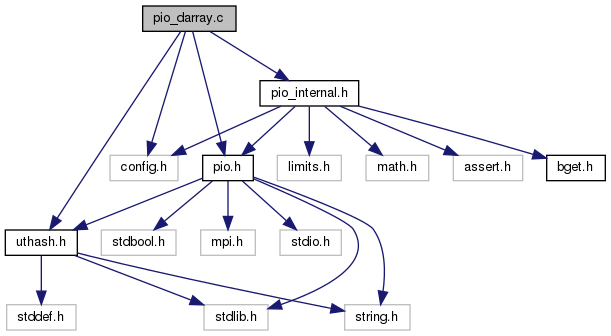 pio_darray.c
pio_internal.h
config.h
pio.h
limits.h
math.h
assert.h
bget.h
uthash.h
stdbool.h
mpi.h
stdio.h
stddef.h
stdlib.h
string.h